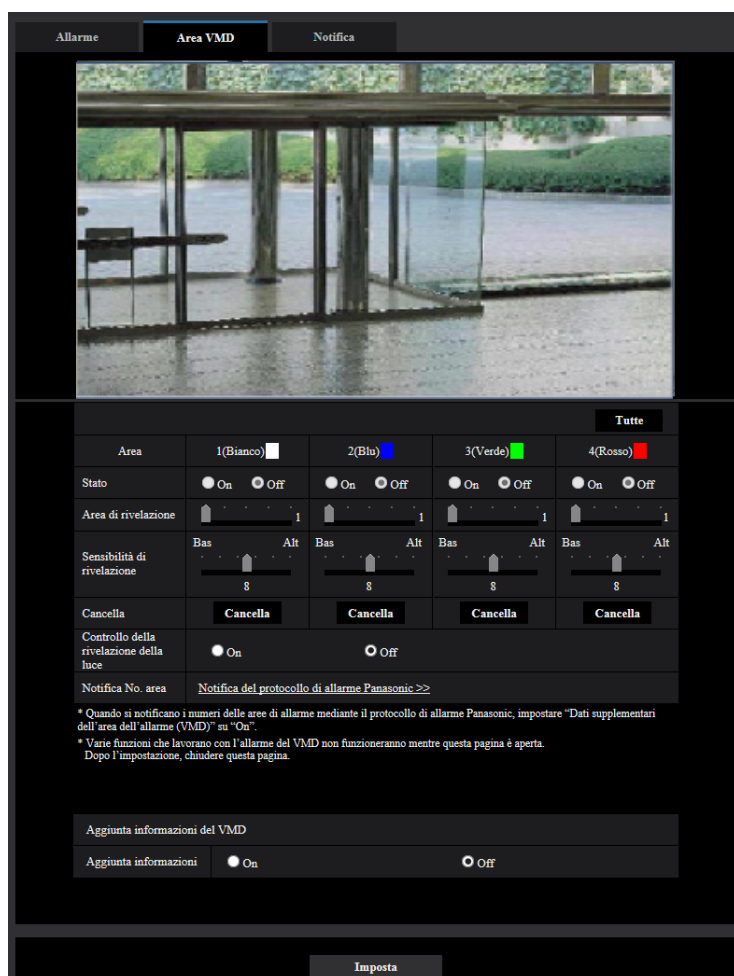 Allarme Area VMD Notifica
Tutte
Area 1(Bianco) 2(Blu) 3(Verde) 4(Rosso)
Stato On Off On Off On Off On Off
Area di rivelazione 1 1 1 1
Sensibilità di
rivelazione
Bas Alt Bas Alt Bas Alt Bas Alt
8 8 8 8
Cancella Cancella Cancella Cancella Cancella
Controllo della
rivelazione della
luce
On Off
Notifica No. area Notifica del protocollo di allarme Panasonic >>
* Quando si notificano i numeri delle aree di allarme mediante il protocollo di allarme Panasonic, impostare “Dati supplementari
dell’area dell’allarme (VMD)” su “On”.
* Varie funzioni che lavorano con l’allarme del VMD non funzioneranno mentre questa pagina è aperta.
Dopo l’impostazione, chiudere questa pagina.
Aggiunta informazioni del VMD
Aggiunta informazioni On Off
Imposta